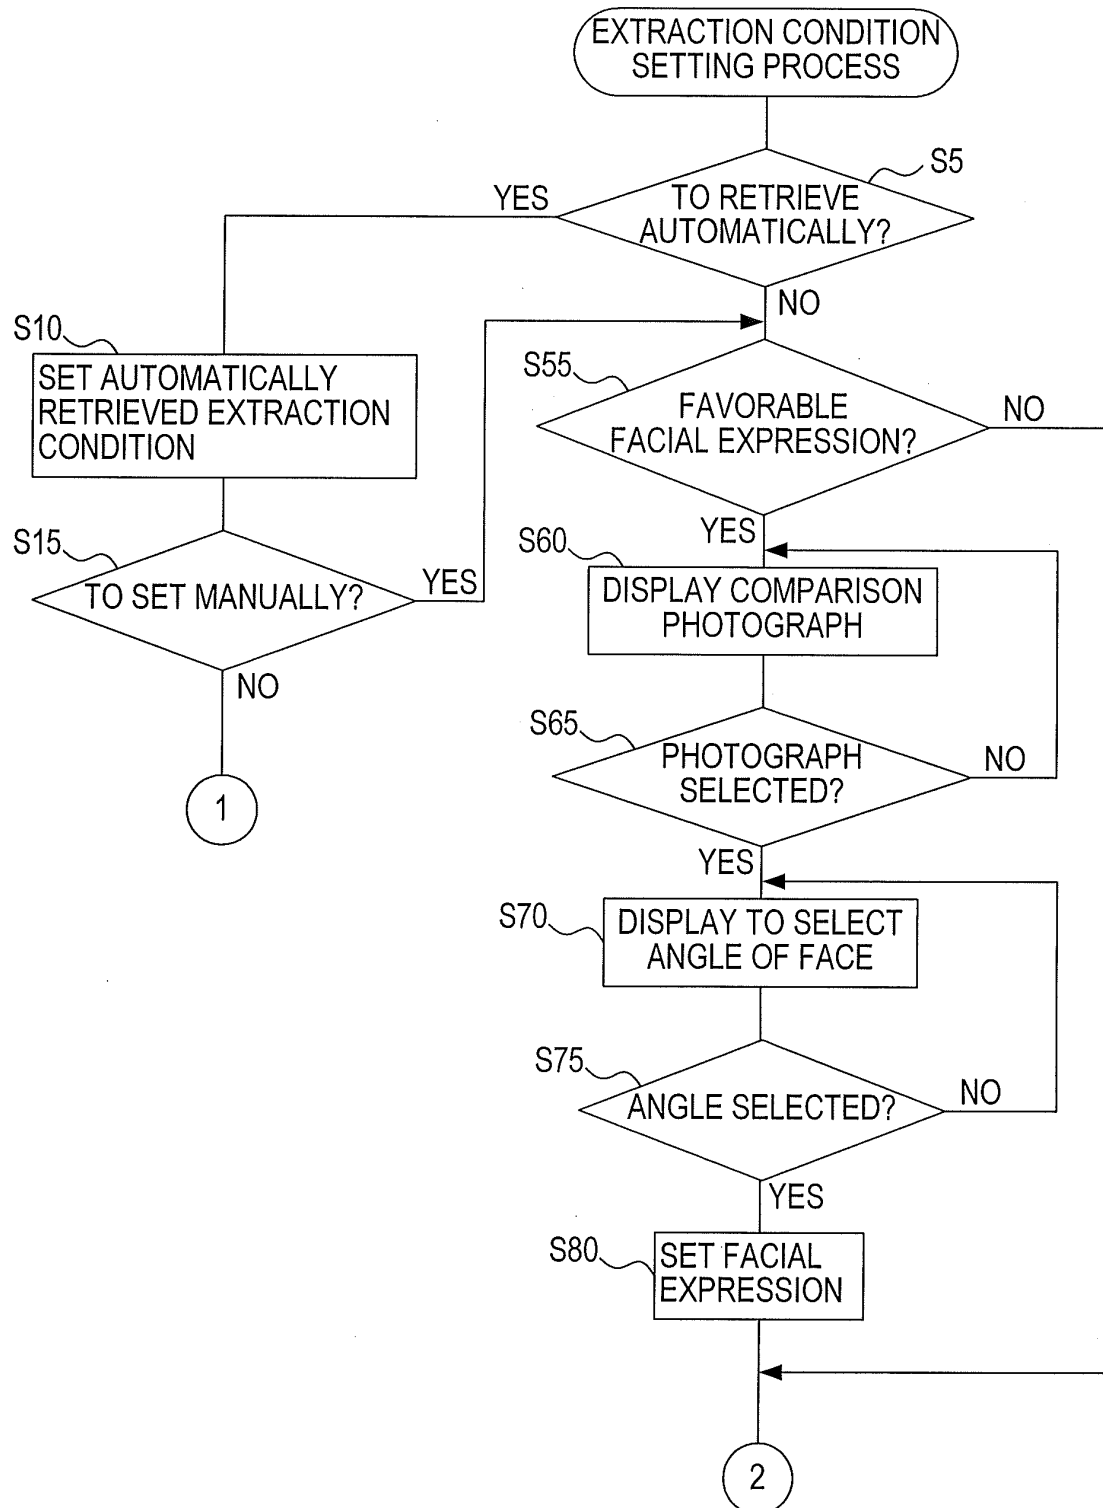 EXTRACTION CONDITION
SETTING PROCESS
S5
TO RETRIEVE
AUTOMATICALLY?
YES
NO
S10
SET AUTOMATICALLY
RETRIEVED EXTRACTION
CONDITION
S55
FAVORABLE
FACIAL EXPRESSION?
NO
YES
S15
TO SET MANUALLY?
YES
NO
1
S60
DISPLAY COMPARISON
PHOTOGRAPH
S65
PHOTOGRAPH
SELECTED?
NO
YES
S70
DISPLAY TO SELECT
ANGLE OF FACE
S75
ANGLE SELECTED?
NO
YES
S80
SET FACIAL
EXPRESSION
2